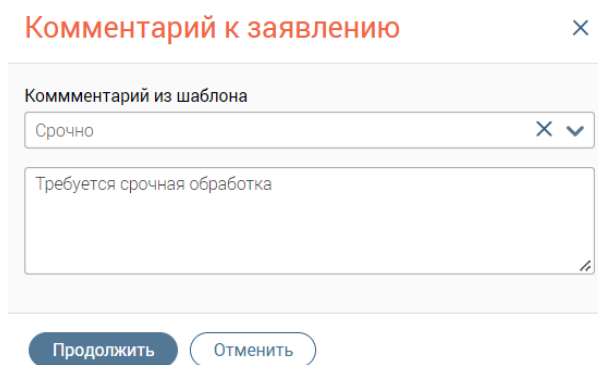 Комментарий к заявлению
Коммментарий из шаблона
Срочно
Требуется срочная обработка
Продолжить
Отменить